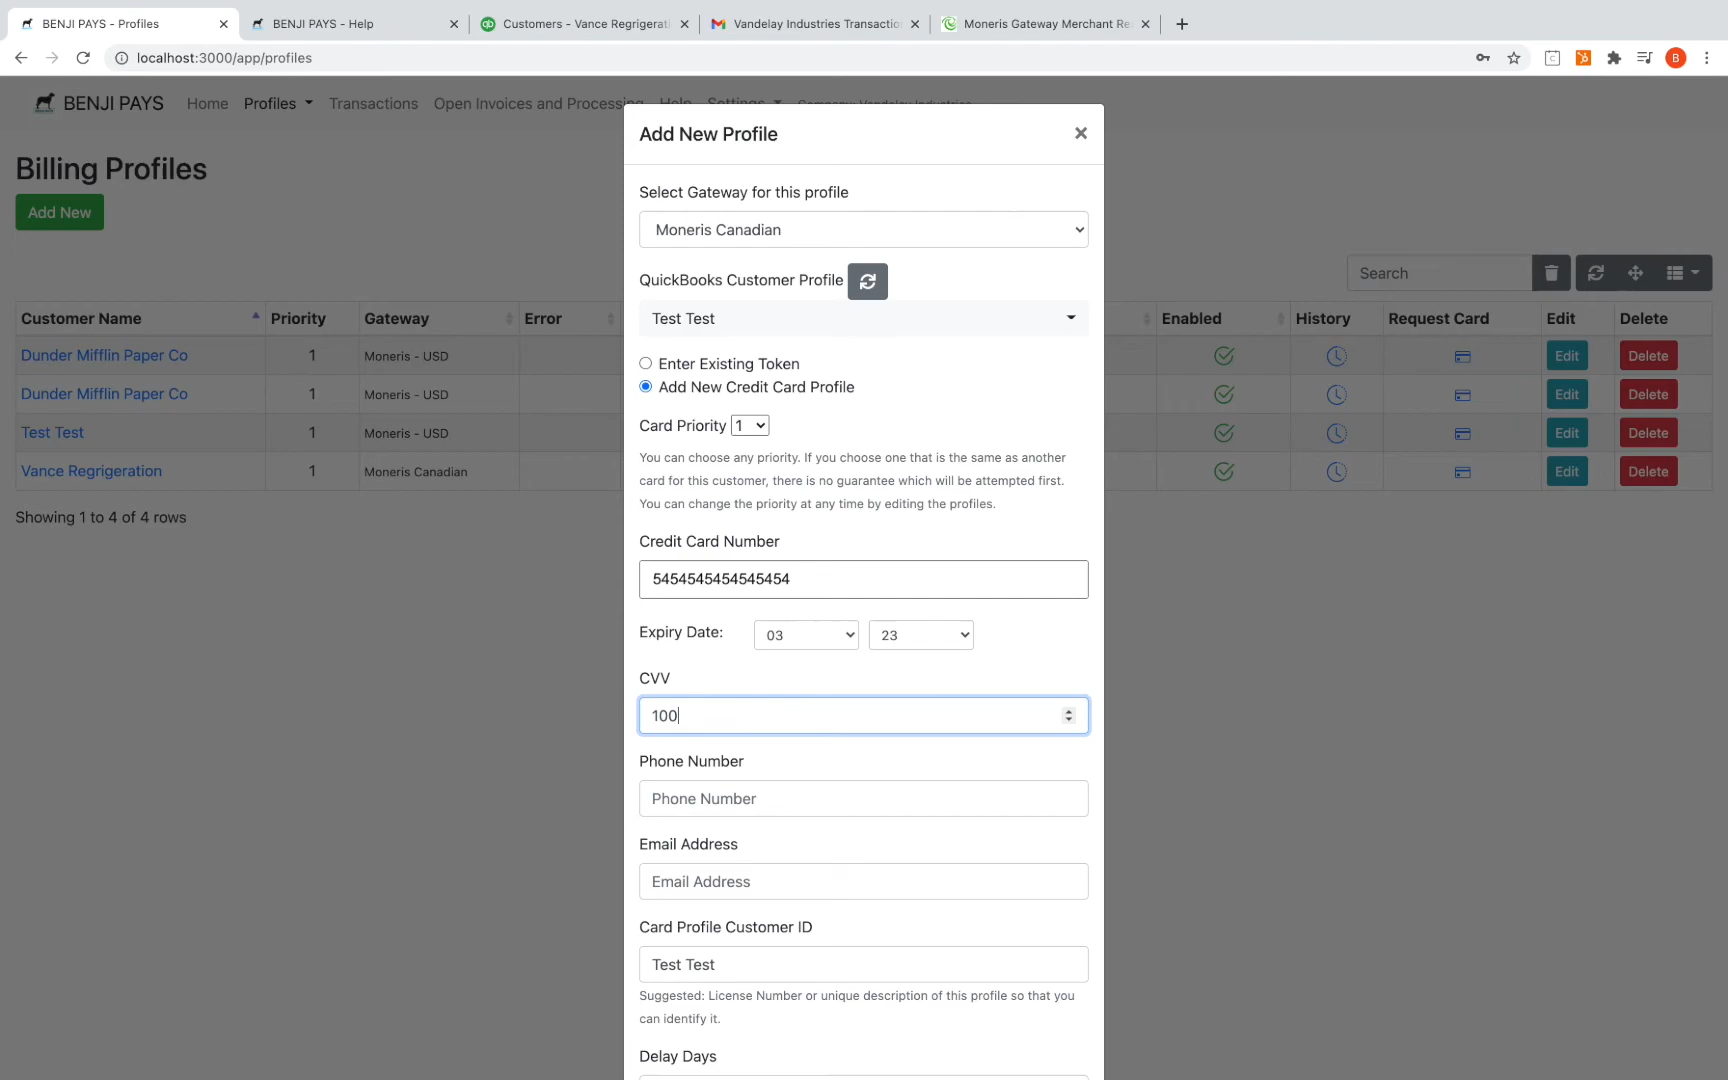 BENJI PAYS - Profiles
BENJI PAYS - Help
Customers - Vance Regrigerati
Vandelay Industries Transactio
Moneris Gateway Merchant Re
localhost:3000/app/profiles
B
BENJI PAYS Home Profiles Transactions Open Invoices and Processing Help Settings Company: Vandelay Industries
Billing Profiles
Add New
Search
Customer Name Priority Gateway Error Enabled History Request Card Edit Delete
Dunder Mifflin Paper Co 1 Moneris - USD Edit Delete
Dunder Mifflin Paper Co 1 Moneris - USD Edit Delete
Test Test 1 Moneris - USD Edit Delete
Vance Regrigeration 1 Moneris Canadian Edit Delete
Showing 1 to 4 of 4 rows
Add New Profile
Select Gateway for this profile
Moneris Canadian
QuickBooks Customer Profile
Test Test
Enter Existing Token
Add New Credit Card Profile
Card Priority 1
You can choose any priority. If you choose one that is the same as another
card for this customer, there is no guarantee which will be attempted first.
You can change the priority at any time by editing the profiles.
Credit Card Number
5454545454545454
Expiry Date: 03 23
CVV
100
Phone Number
Phone Number
Email Address
Email Address
Card Profile Customer ID
Test Test
Suggested: License Number or unique description of this profile so that you
can identify it.
Delay Days